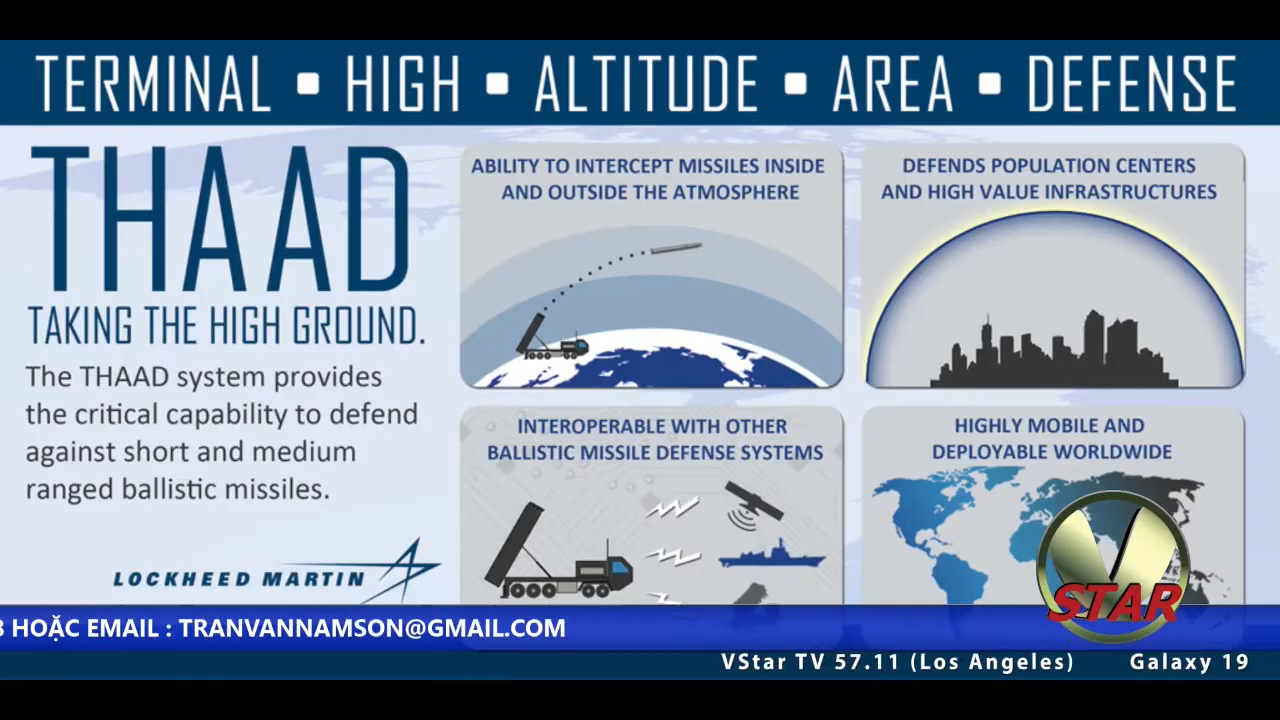 TERMINAL ▪ HIGH ▪ ALTITUDE ▪ AREA ▪ DEFENSE
THAAD
TAKING THE HIGH GROUND.
The THAAD system provides
the critical capability to defend
against short and medium
ranged ballistic missiles.
LOCKHEED MARTIN
ABILITY TO INTERCEPT MISSILES INSIDE
AND OUTSIDE THE ATMOSPHERE
DEFENDS POPULATION CENTERS
AND HIGH VALUE INFRASTRUCTURES
INTEROPERABLE WITH OTHER
BALLISTIC MISSILE DEFENSE SYSTEMS
HIGHLY MOBILE AND
DEPLOYABLE WORLDWIDE
V
STAR
8 HOẶC EMAIL : TRANVANNAMSON@GMAIL.COM
VStar TV 57.11 (Los Angeles) Galaxy 19